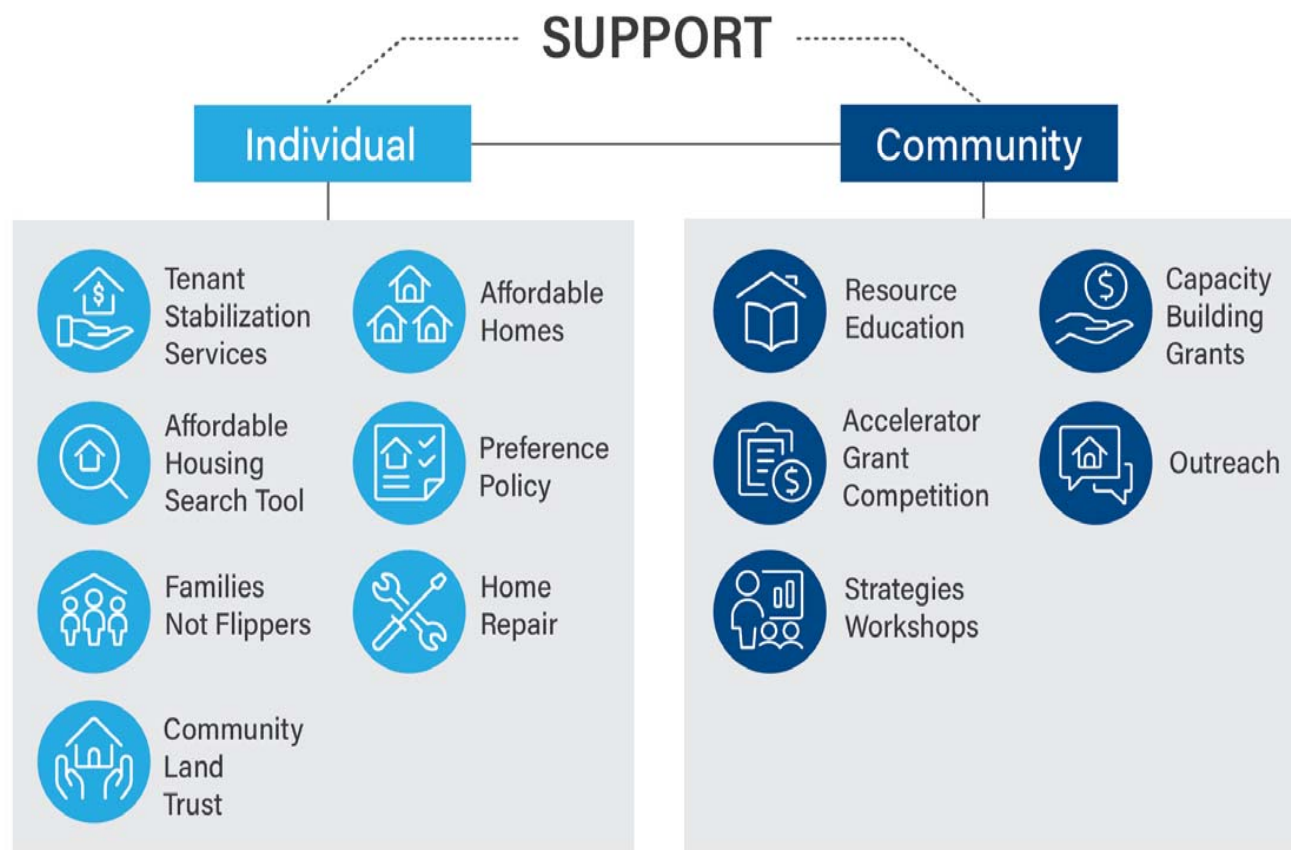 SUPPORT
Individual
Community
Tenant
Stabilization
Services
Affordable
Homes
Affordable
Housing
Search Tool
Preference
Policy
Families
Not Flippers
Home
Repair
Community
Land
Trust
Resource
Education
Capacity
Building
Grants
Accelerator
Grant
Competition
Outreach
Strategies
Workshops
$
$
$